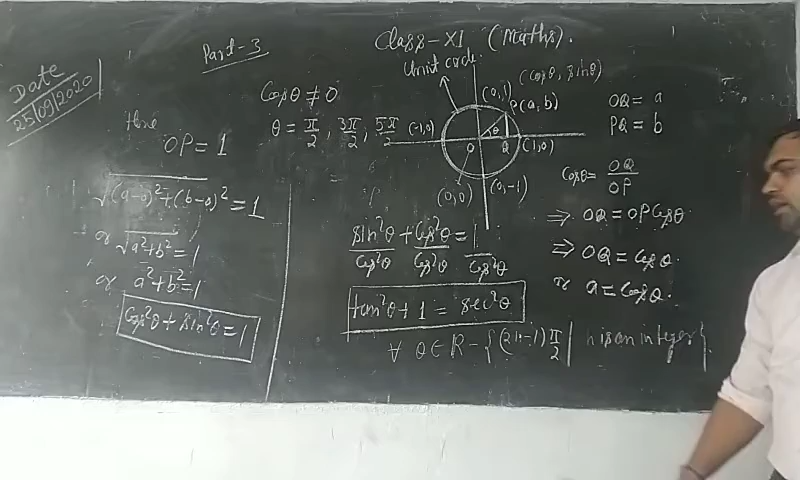 Class-XI (Maths).
Part-3
Date
25/09/2020
Unit circle
Cosθ ≠ 0
θ = π/2, 3π/2, 5π/2
OP = 1
√(a-0)²+(b-0)² = 1
or √a²+b² = 1
or a²+b² = 1
Cos²θ + sin²θ = 1
(cosθ, sinθ)
(0,1)
P(a,b)
(-1,0)
θ
O
Q
(1,0)
(0,0)
(0,-1)
sin²θ/Cos²θ + Cos²θ/Cos²θ = 1/Cos²θ
tan²θ + 1 = sec²θ
∀ θ ∈ R - {(2n-1)π/2 | n is an integer}
OQ = a
PQ = b
Cosθ = OQ/OP
⇒ OQ = OP Cosθ
⇒ OQ = Cosθ.
or a = Cosθ.